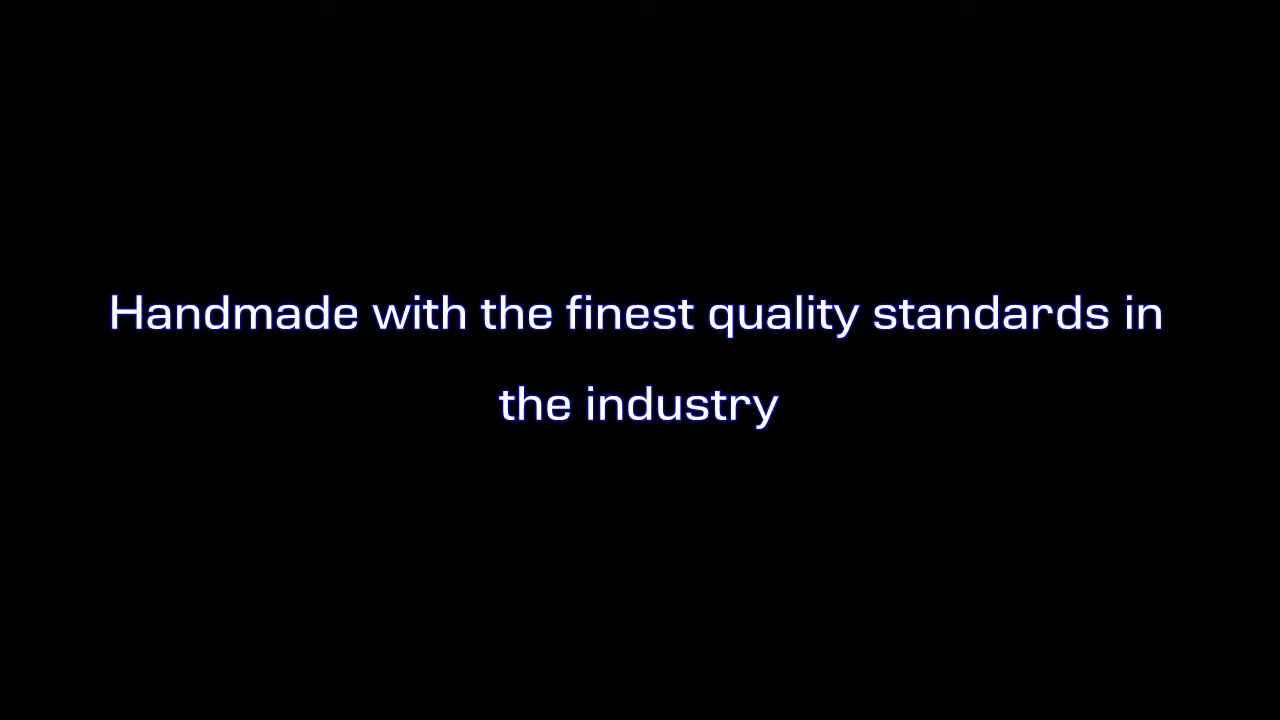 Handmade with the finest quality standards in
the industry